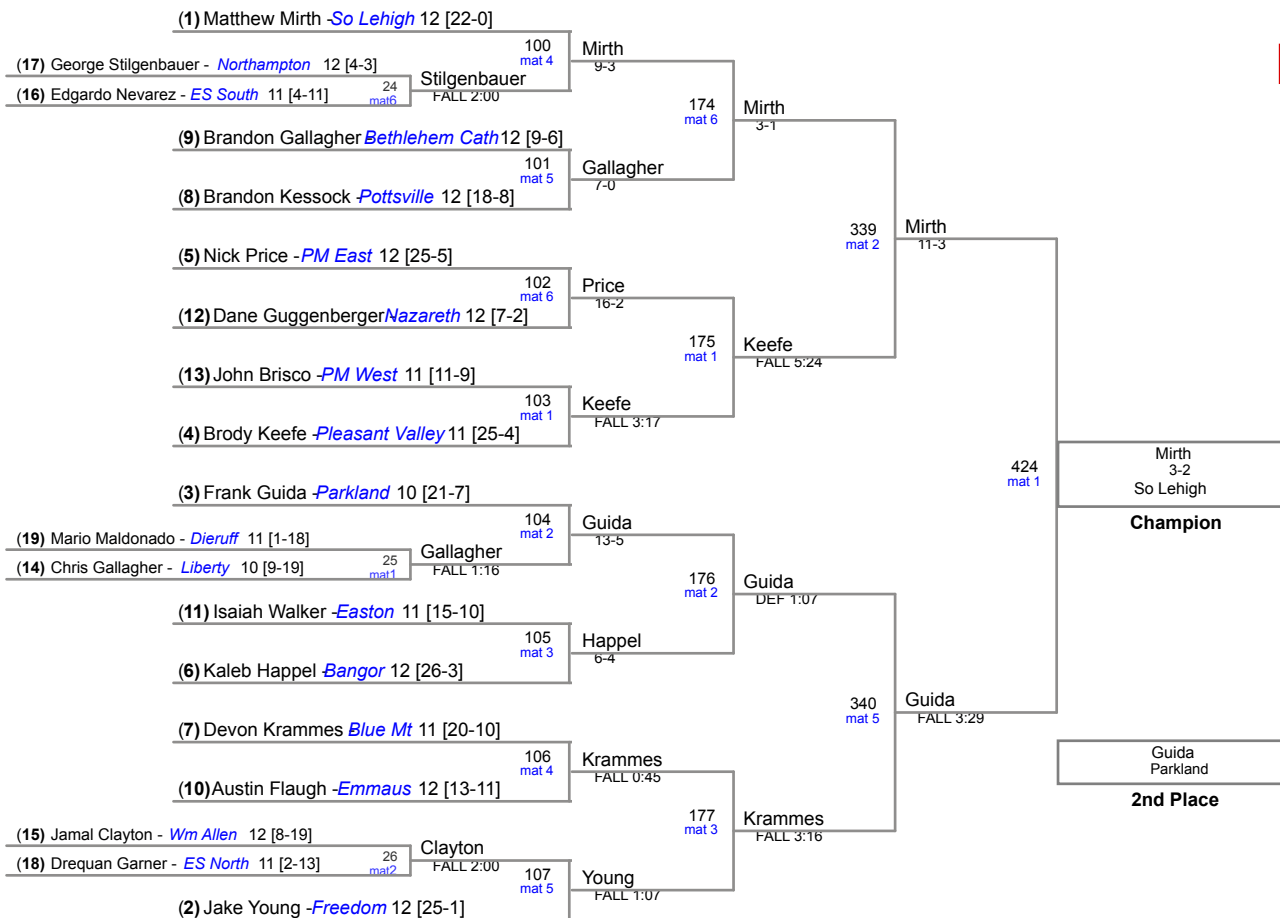 (1) Matthew Mirth - So Lehigh 12 [22-0]
100
mat 4
Mirth
9-3
(17) George Stilgenbauer - Northampton 12 [4-3]
24
mat6
Stilgenbauer
FALL 2:00
(16) Edgardo Nevarez - ES South 11 [4-11]
174
mat 6
Mirth
3-1
(9) Brandon Gallagher - Bethlehem Cath 12 [9-6]
101
mat 5
Gallagher
7-0
(8) Brandon Kessock - Pottsville 12 [18-8]
339
mat 2
Mirth
11-3
(5) Nick Price - PM East 12 [25-5]
102
mat 6
Price
16-2
(12) Dane Guggenberger - Nazareth 12 [7-2]
175
mat 1
Keefe
FALL 5:24
(13) John Brisco - PM West 11 [11-9]
103
mat 1
Keefe
FALL 3:17
(4) Brody Keefe - Pleasant Valley 11 [25-4]
424
mat 1
Mirth
3-2
So Lehigh
Champion
(3) Frank Guida - Parkland 10 [21-7]
104
mat 2
Guida
13-5
(19) Mario Maldonado - Dieruff 11 [1-18]
25
mat1
Gallagher
FALL 1:16
(14) Chris Gallagher - Liberty 10 [9-19]
176
mat 2
Guida
DEF 1:07
(11) Isaiah Walker - Easton 11 [15-10]
105
mat 3
Happel
6-4
(6) Kaleb Happel - Bangor 12 [26-3]
340
mat 5
Guida
FALL 3:29
(7) Devon Krammes - Blue Mt 11 [20-10]
106
mat 4
Krammes
FALL 0:45
(10) Austin Flaugh - Emmaus 12 [13-11]
Guida
Parkland
2nd Place
177
mat 3
Krammes
FALL 3:16
(15) Jamal Clayton - Wm Allen 12 [8-19]
26
mat2
Clayton
FALL 2:00
(18) Drequan Garner - ES North 11 [2-13]
107
mat 5
Young
FALL 1:07
(2) Jake Young - Freedom 12 [25-1]